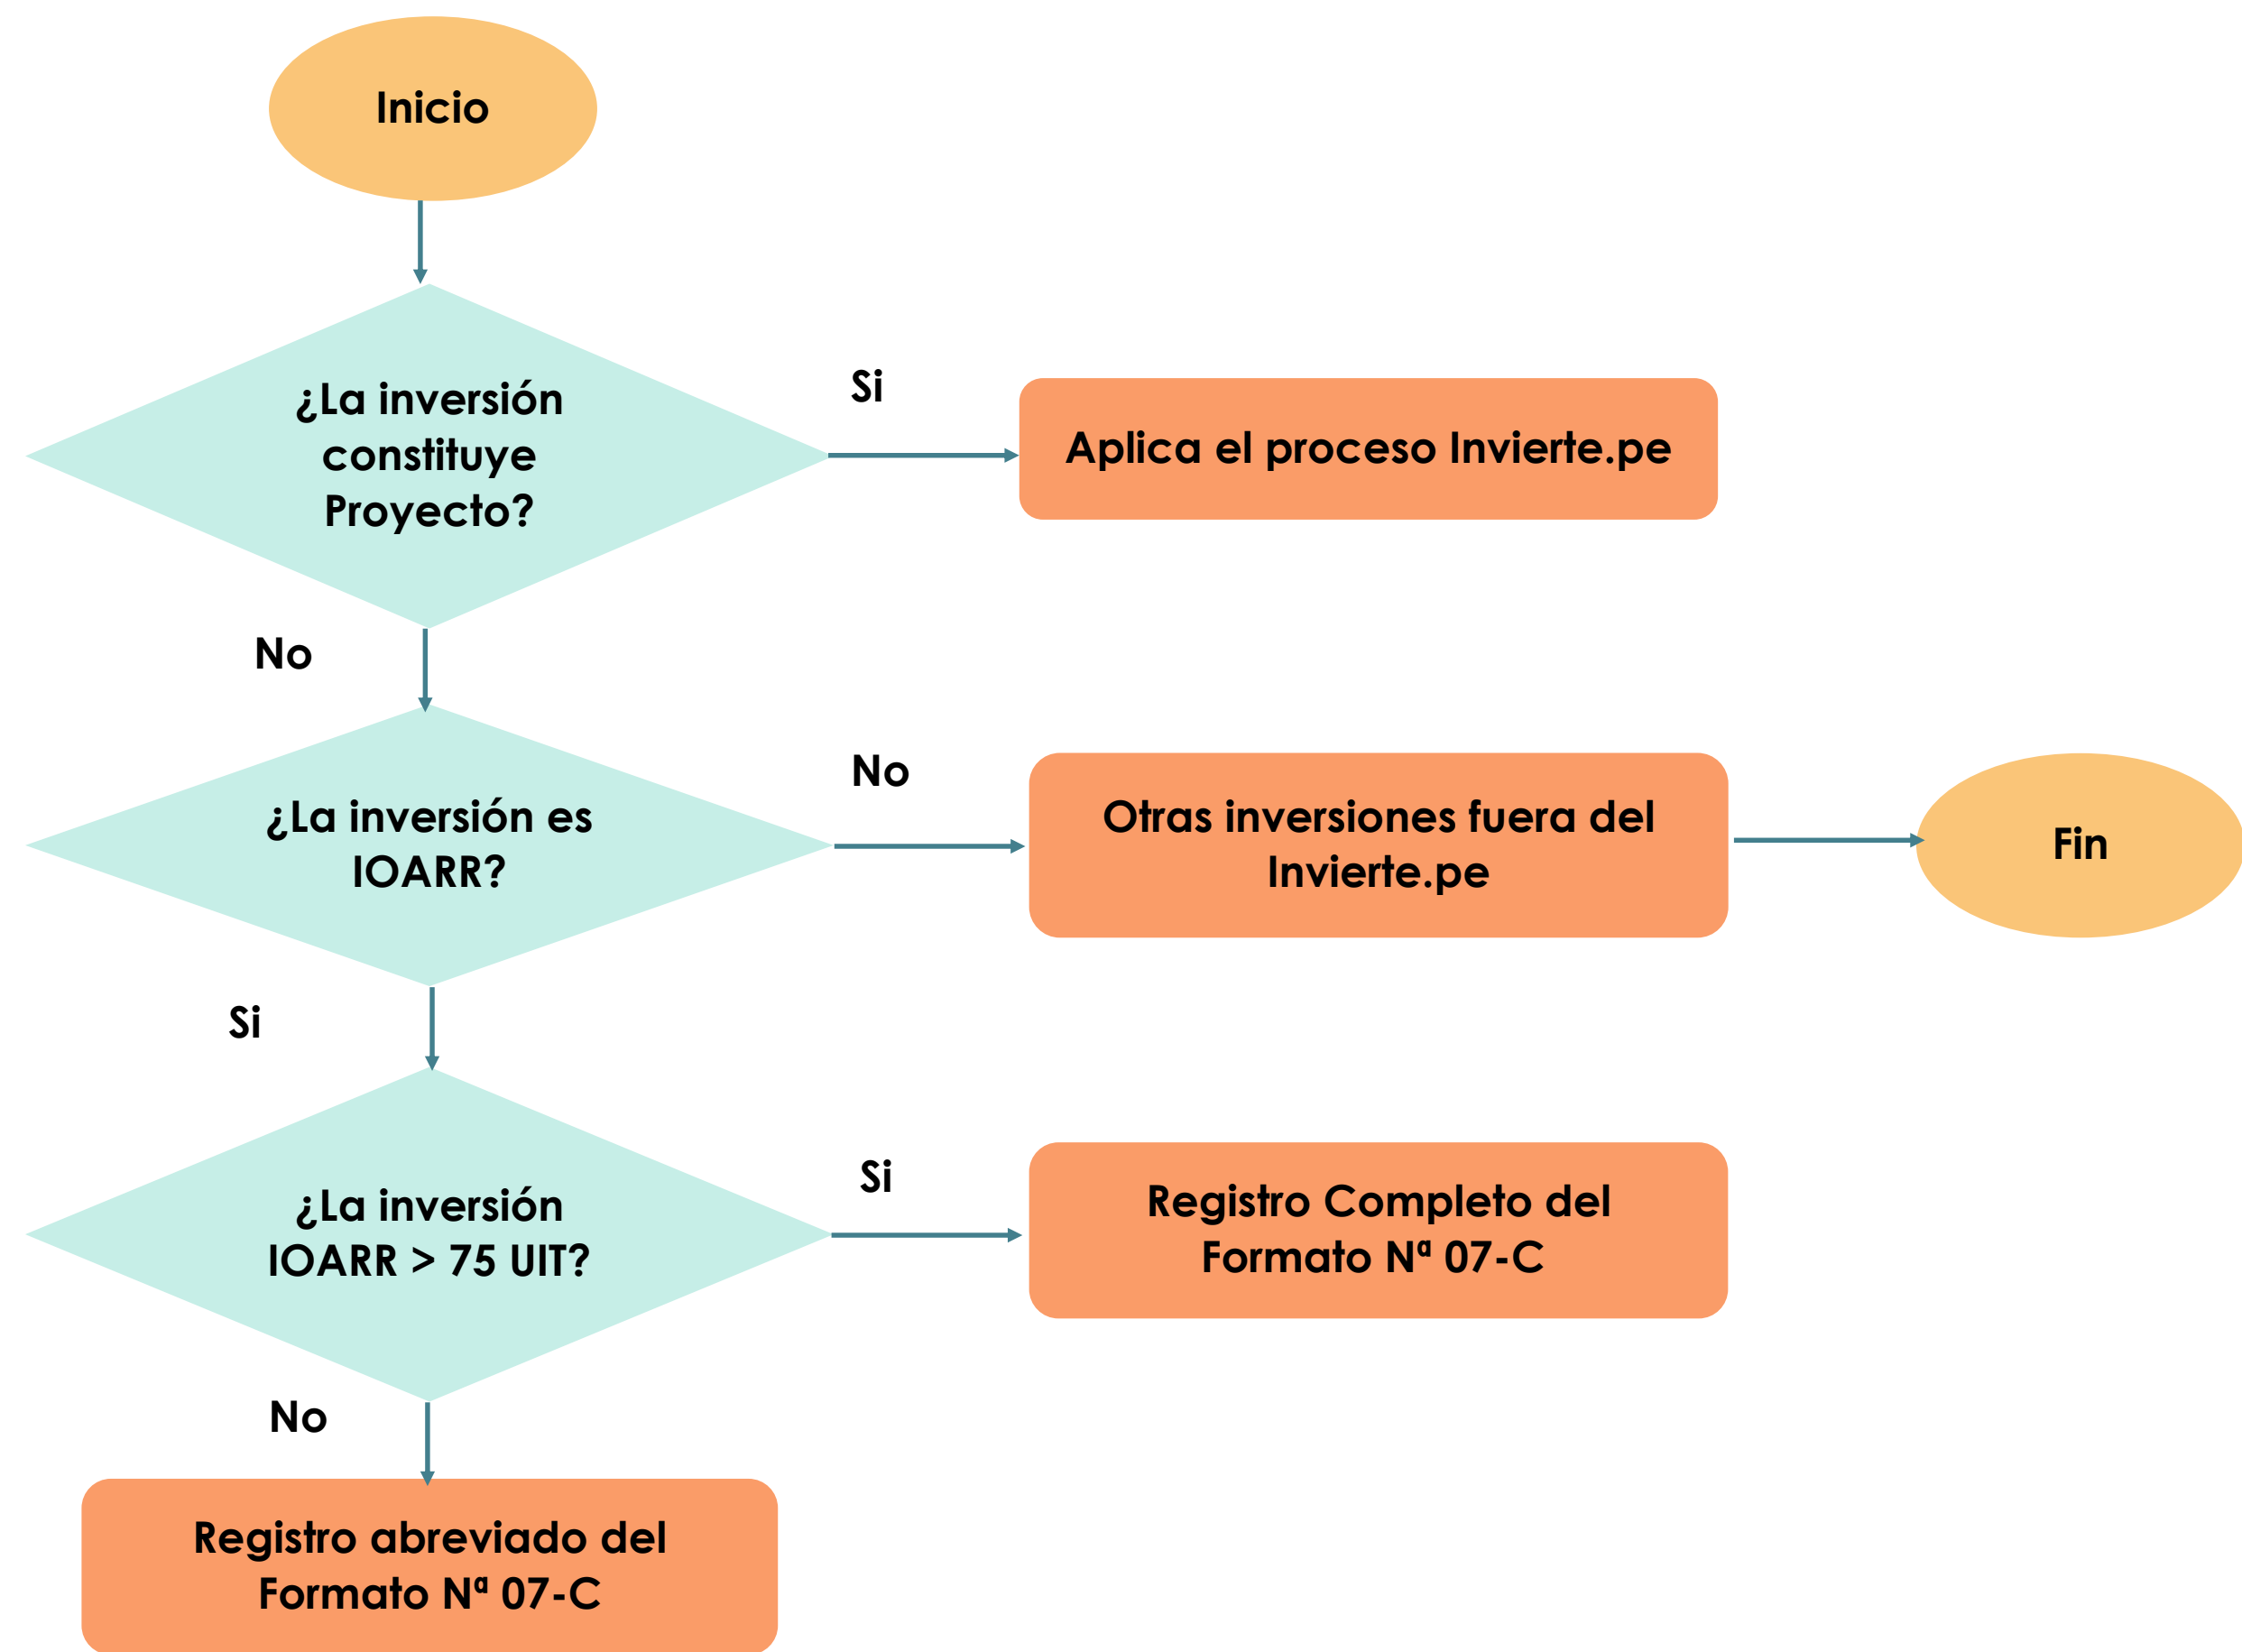 Inicio
¿La inversión
constituye
Proyecto?
Si
Aplica el proceso Invierte.pe
No
¿La inversión es
IOARR?
No
Otras inversiones fuera del
Invierte.pe
Fin
Si
¿La inversión
IOARR > 75 UIT?
Si
Registro Completo del
Formato Nª 07-C
No
Registro abreviado del
Formato Nª 07-C